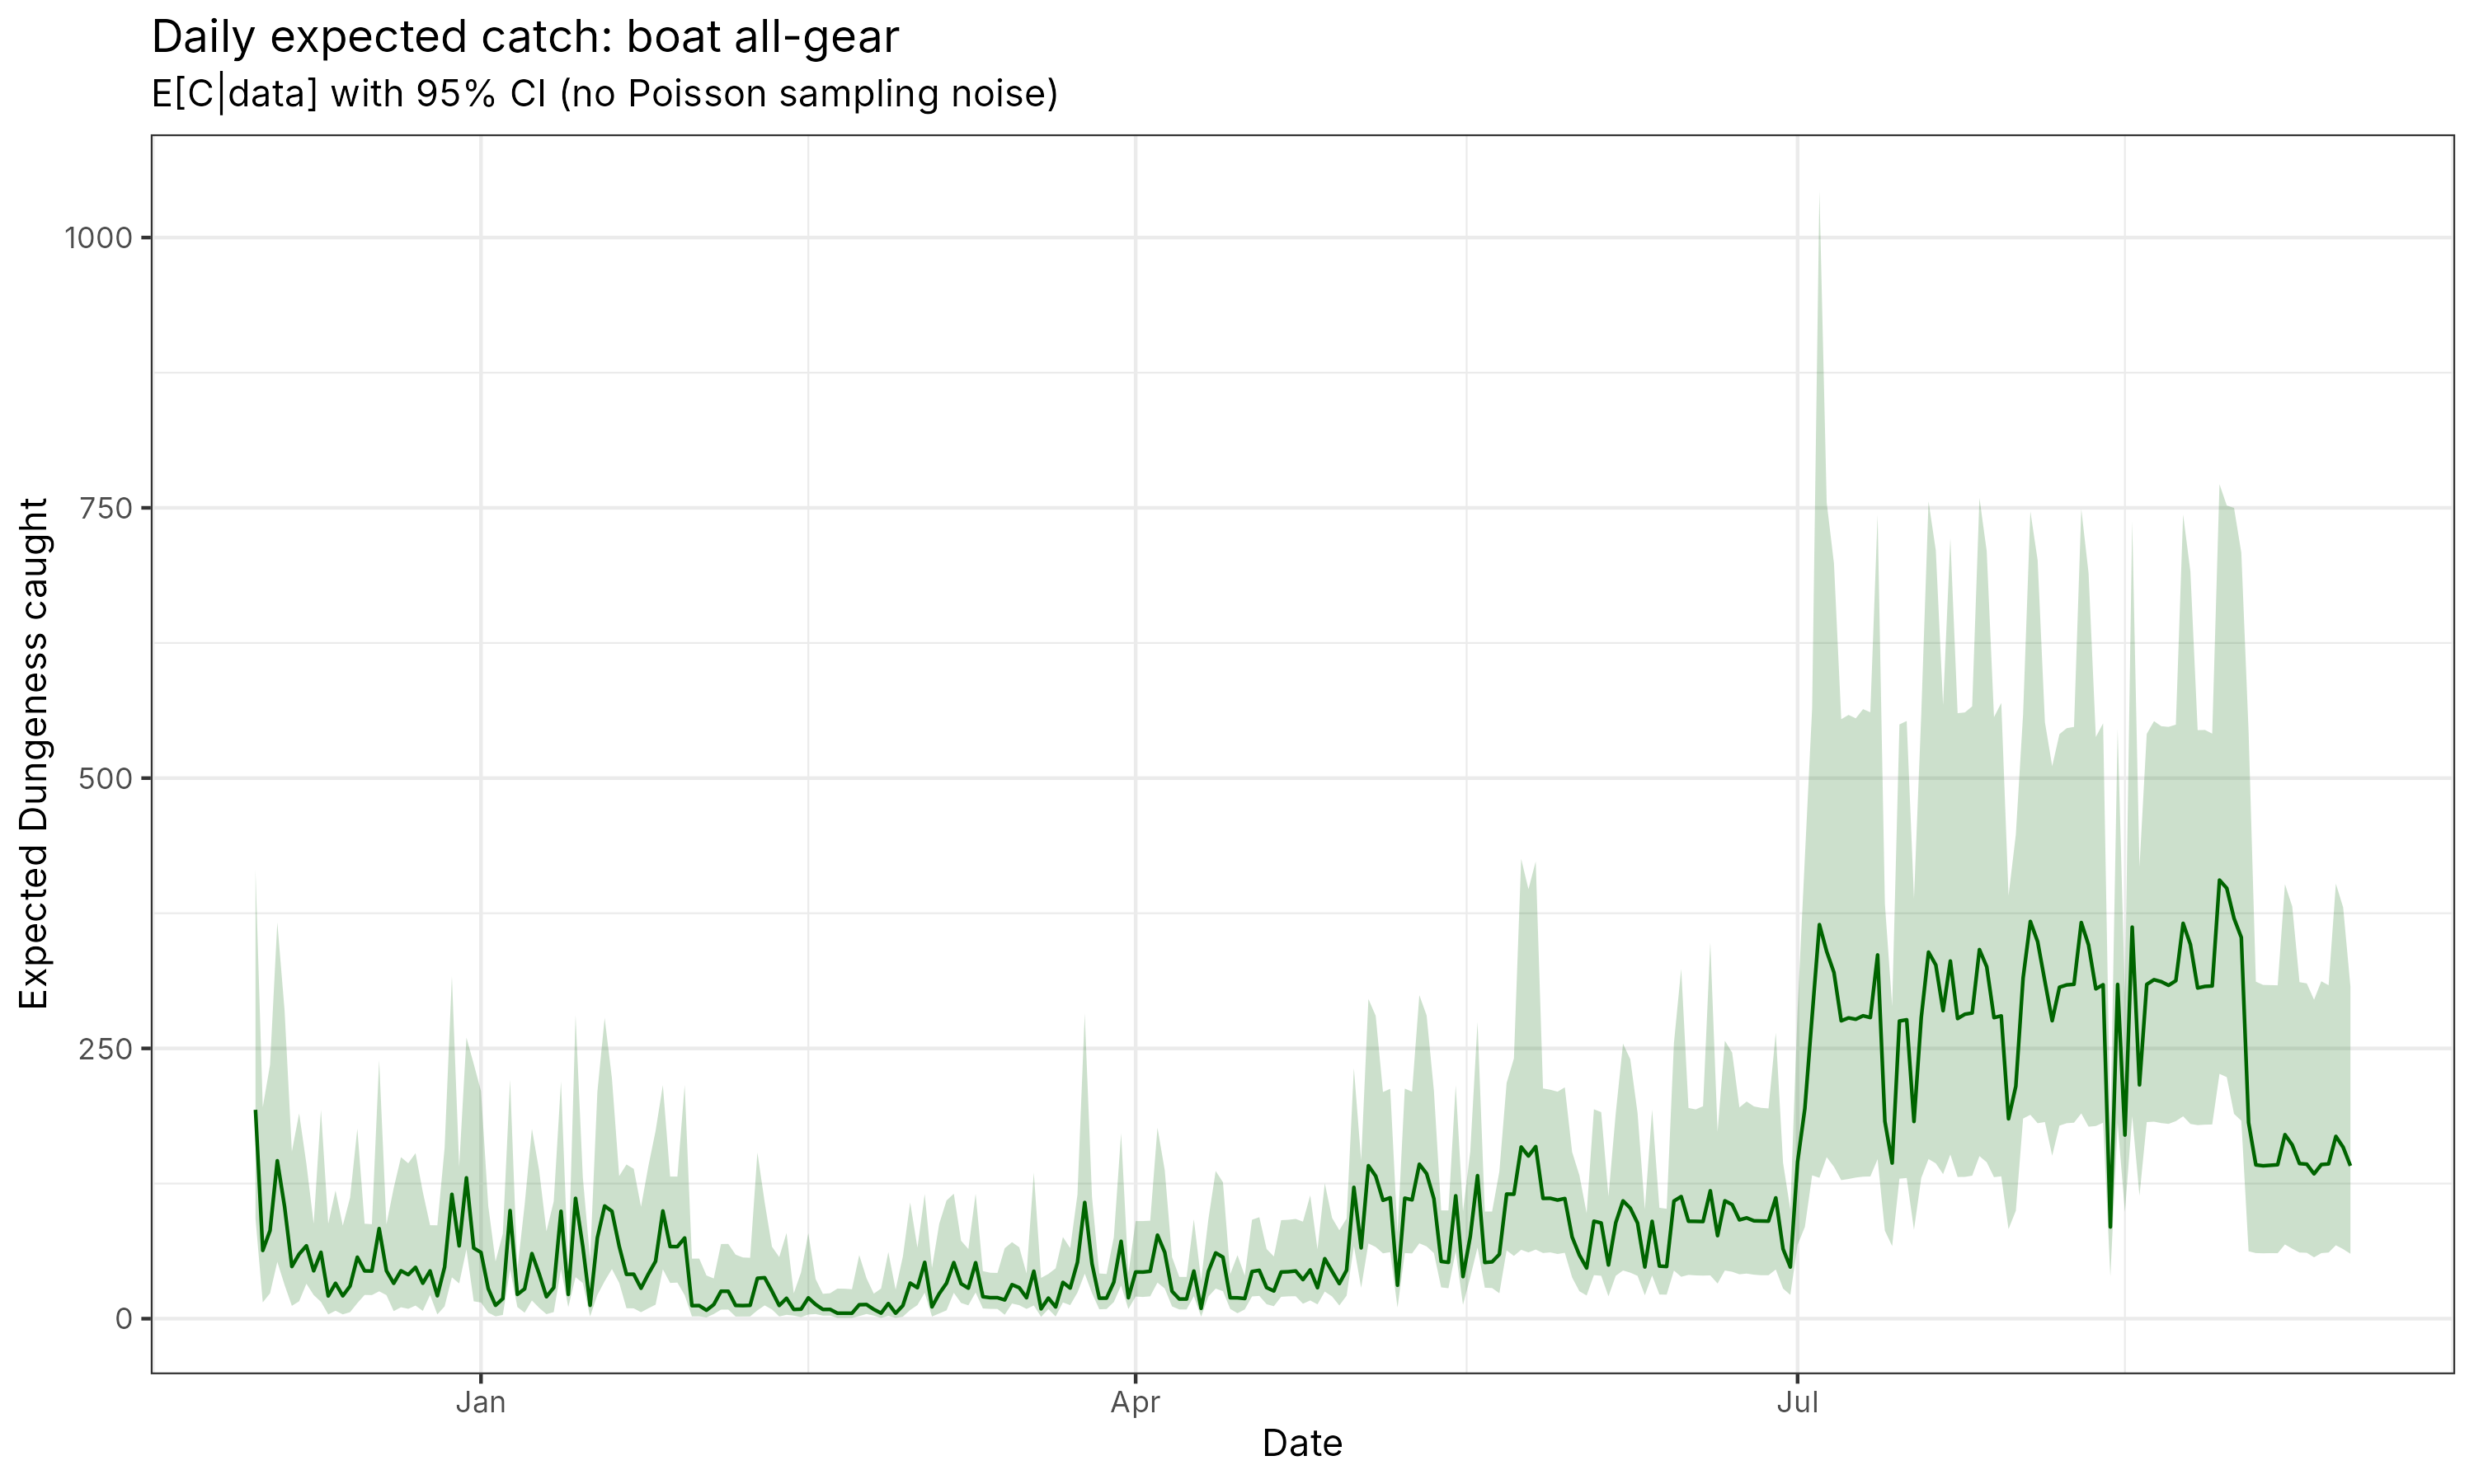 Daily expected catch: boat all-gear
E[C|data] with 95% CI (no Poisson sampling noise)
Expected Dungeness caught
1000
750
500
250
0
Jan
Apr
Jul
Date